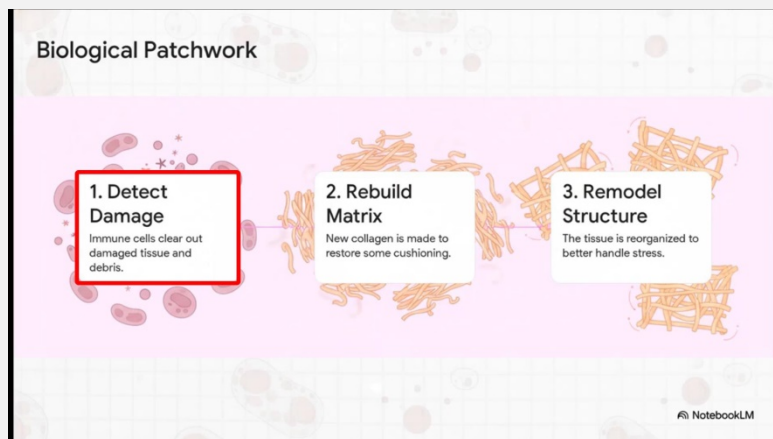 Biological Patchwork
1. Detect
Damage
Immune cells clear out
damaged tissue and
debris.
2. Rebuild
Matrix
New collagen is made to
restore some cushioning.
3. Remodel
Structure
The tissue is reorganized to
better handle stress.
NotebookLM